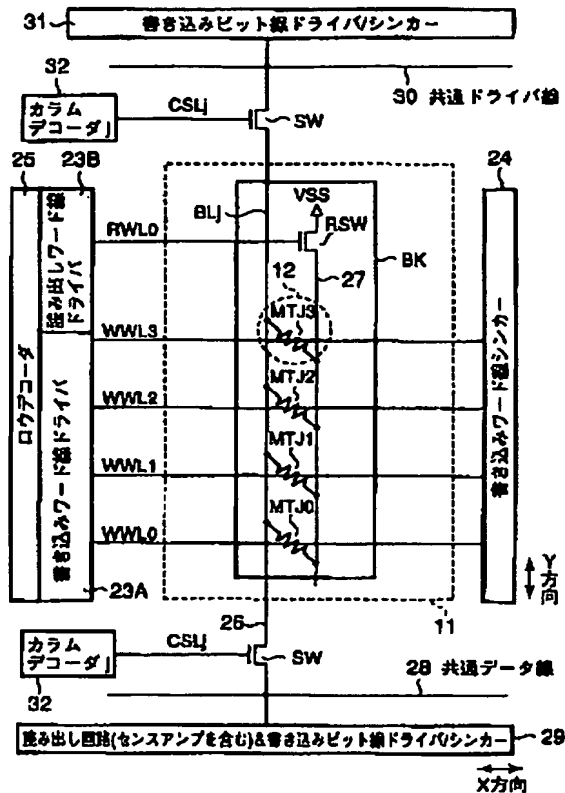 31
書き込みビット線ドライバ/シンカー
32
30 共通ドライバ線
カラム
デコーダ
CSLj
SW
25
23B
24
BLj
VSS
RWL0
RSW
BK
読み出しワード線
ドライバ
12
27
MTJ3
WWL3
ロウデコーダ
MTJ2
WWL2
書き込みワード線ドライバ
書き込みワード線シンカー
MTJ1
WWL1
MTJ0
WWL0
Y
方向
23A
26
11
カラム
デコーダ
CSLj
SW
32
28 共通データ線
読み出し回路(センスアンプを含む)&書き込みビット線ドライバ/シンカー
29
X方向